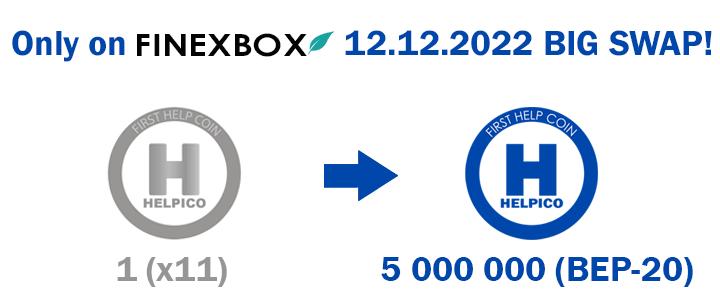 Only on FINEXBOX 12.12.2022 BIG SWAP!
FIRST HELP COIN
H
HELPICO
1 (x11)
FIRST HELP COIN
H
HELPICO
5 000 000 (BEP-20)